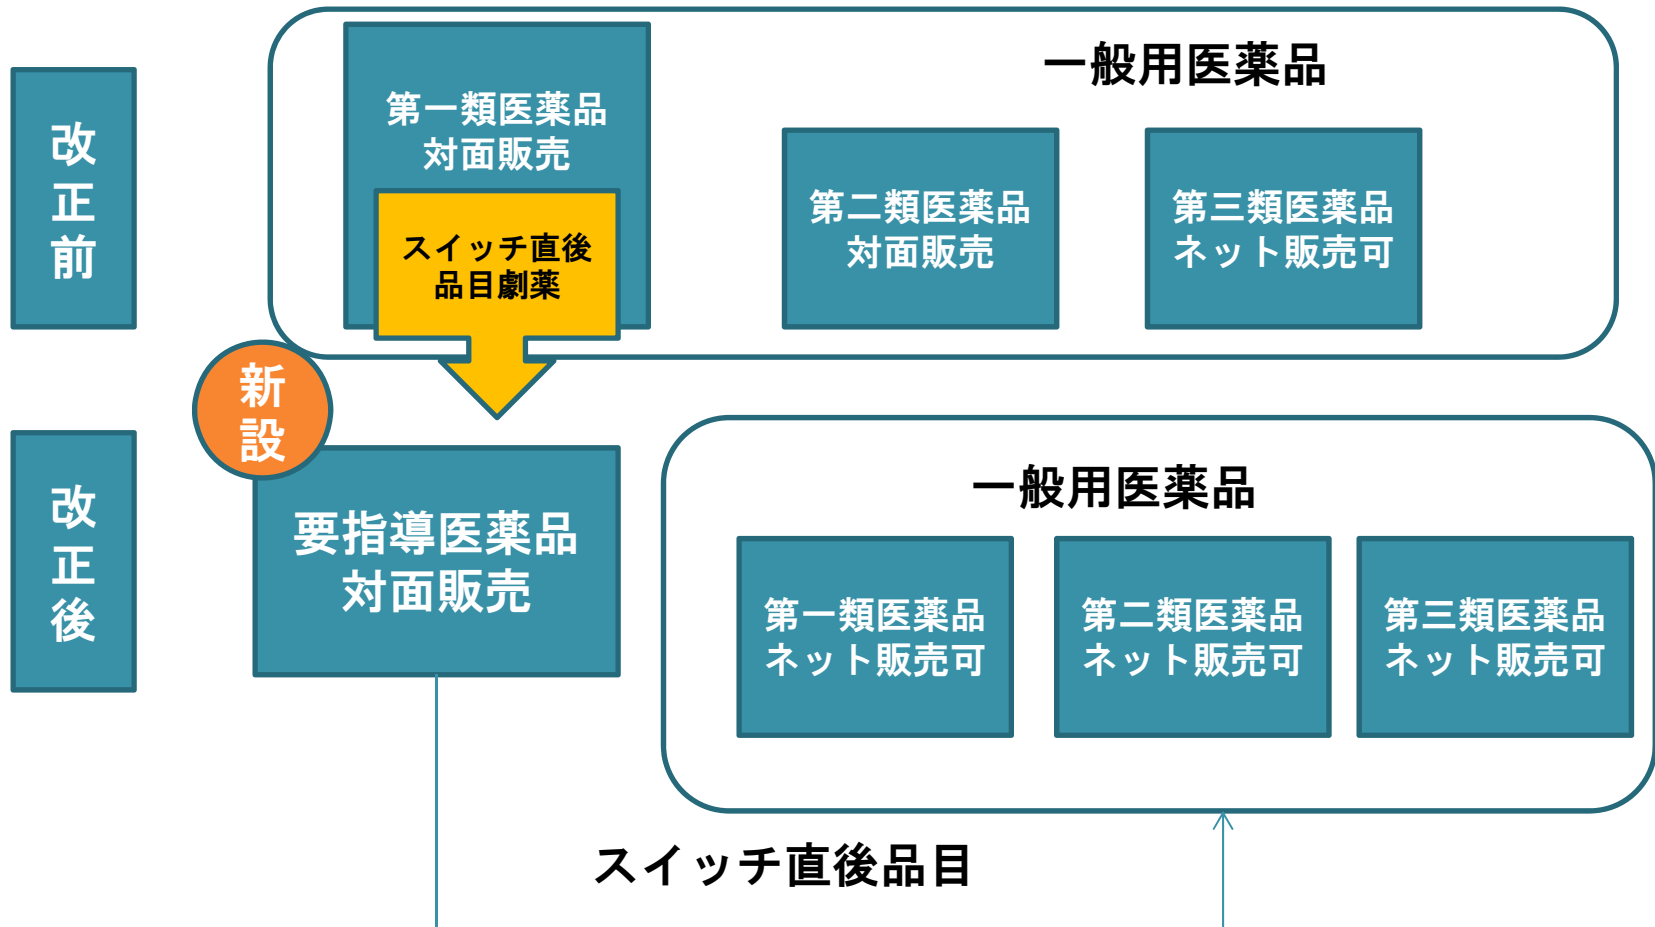 改正前
一般用医薬品
第一類医薬品
対面販売
スイッチ直後
品目劇薬
第二類医薬品
対面販売
第三類医薬品
ネット販売可
新設
改正後
要指導医薬品
対面販売
一般用医薬品
第一類医薬品
ネット販売可
第二類医薬品
ネット販売可
第三類医薬品
ネット販売可
スイッチ直後品目